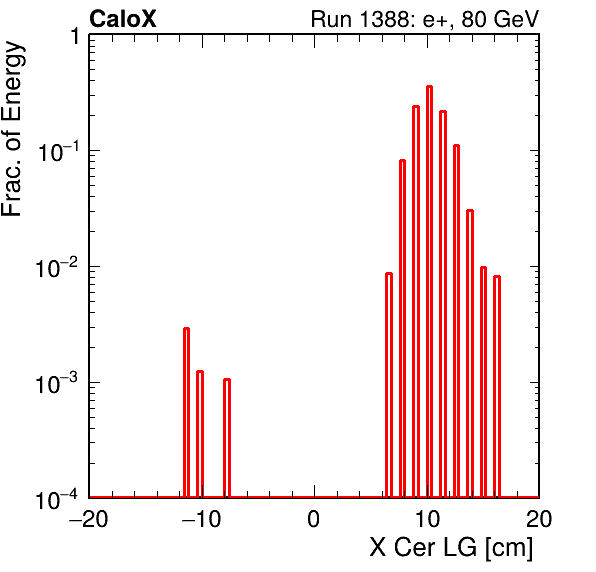 CaloX Run 1388: e+, 80 GeV
Frac. of Energy
1
10⁻¹
10⁻²
10⁻³
10⁻⁴
−20 −10 0 10 20
X Cer LG [cm]